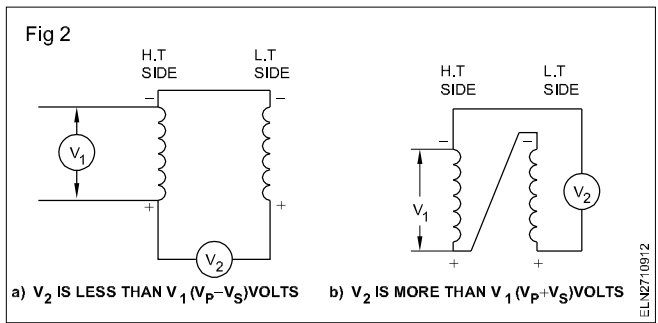 Fig 2
H.T SIDE
L.T SIDE
−
−
V1
+
+
V2
a) V2 IS LESS THAN V1 (VP−VS)VOLTS
H.T SIDE
L.T SIDE
−
−
V1
V2
+
+
b) V2 IS MORE THAN V1 (VP+VS)VOLTS
ELN2710912